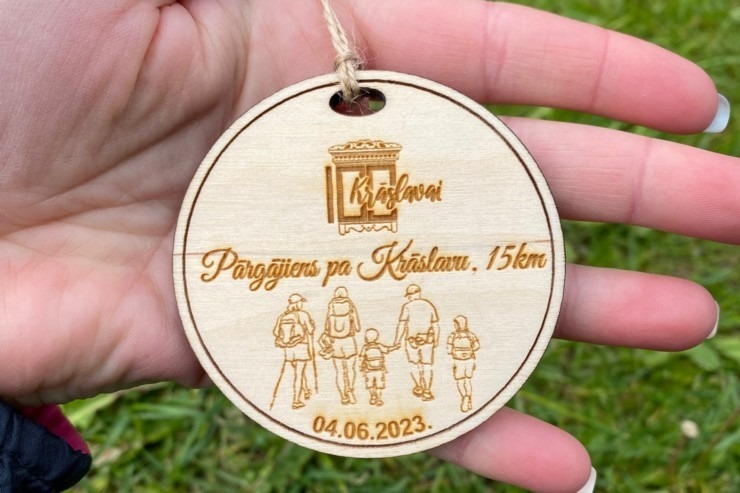 Krāslavai
Pārgājiens pa Krāslavu, 15km
04.06.2023.